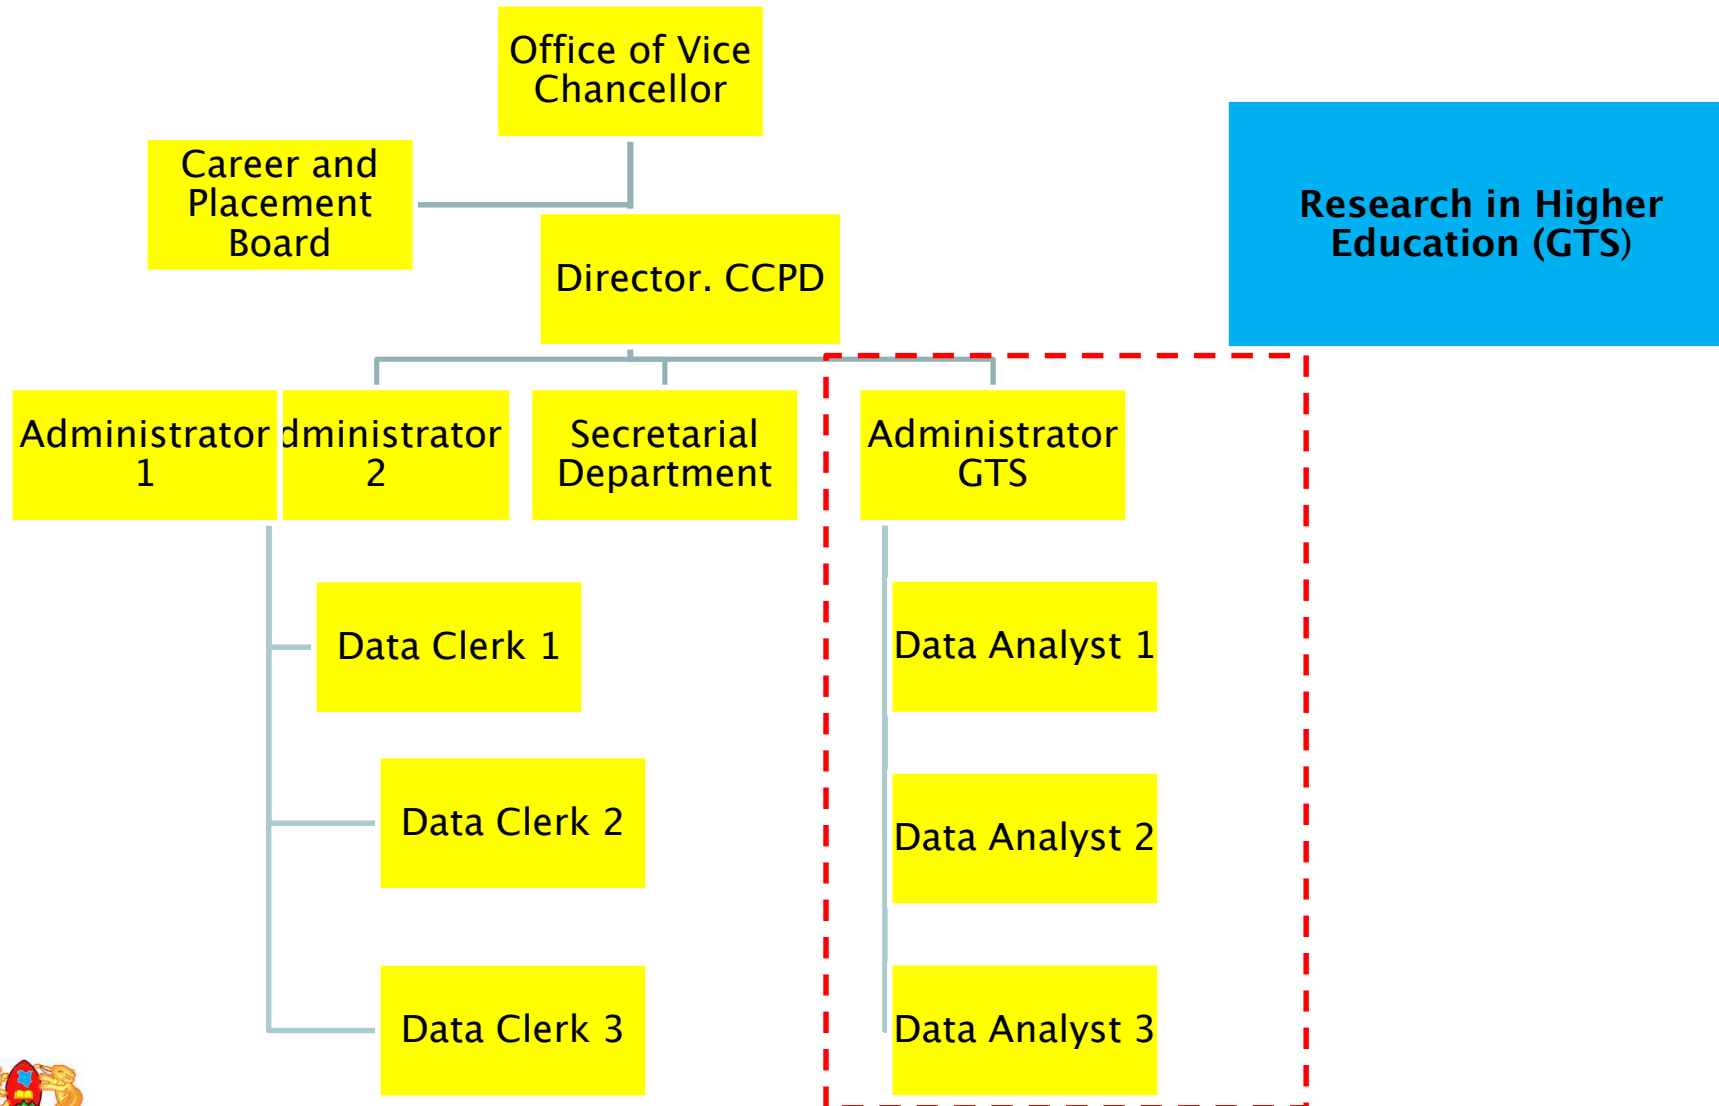 Office of Vice
Chancellor
Career and
Placement
Board
Research in Higher
Education (GTS)
Director. CCPD
Administrator
1
dministrator
2
Secretarial
Department
Administrator
GTS
Data Clerk 1
Data Analyst 1
Data Clerk 2
Data Analyst 2
Data Clerk 3
Data Analyst 3